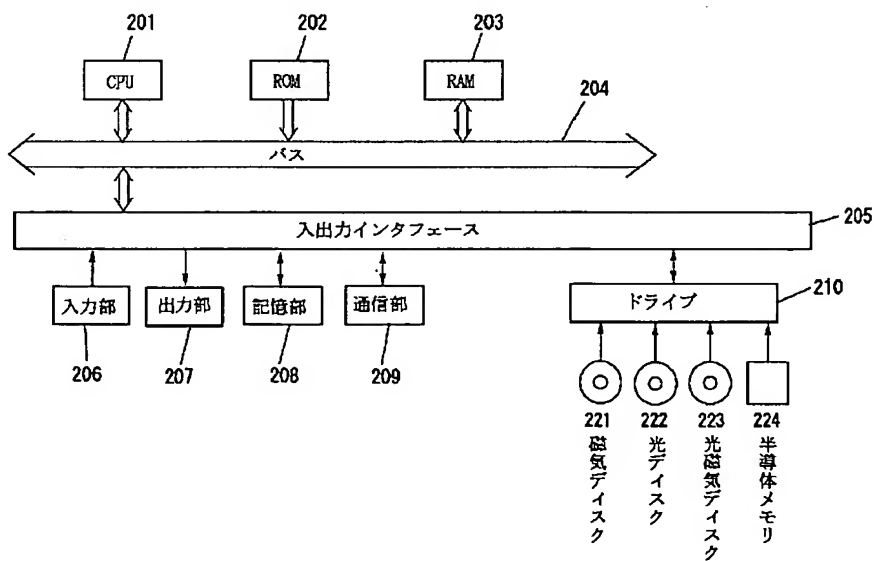 201
202
203
CPU
ROM
RAM
204
バス
205
入出力インタフェース
入力部
出力部
記憶部
通信部
ドライブ
210
206
207
208
209
221
222
223
224
磁気ディスク
光ディスク
光磁気ディスク
半導体メモリ